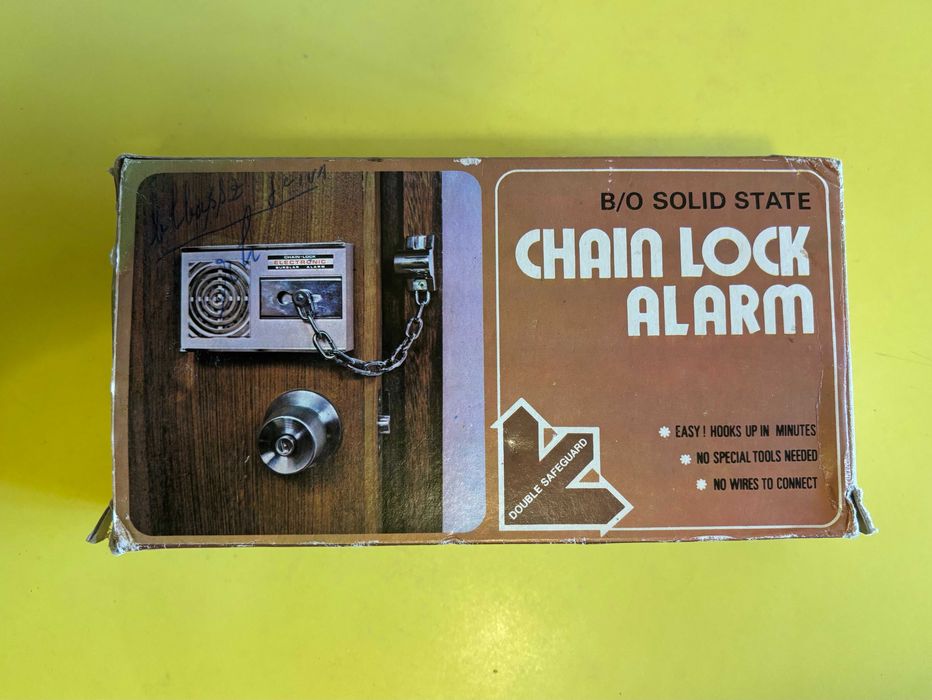 CHAIN-LOCK
ELECTRONIC
BURGLAR ALARM
B/O SOLID STATE
CHAIN LOCK
ALARM
DOUBLE SAFEGUARD
EASY! HOOKS UP IN MINUTES
NO SPECIAL TOOLS NEEDED
NO WIRES TO CONNECT